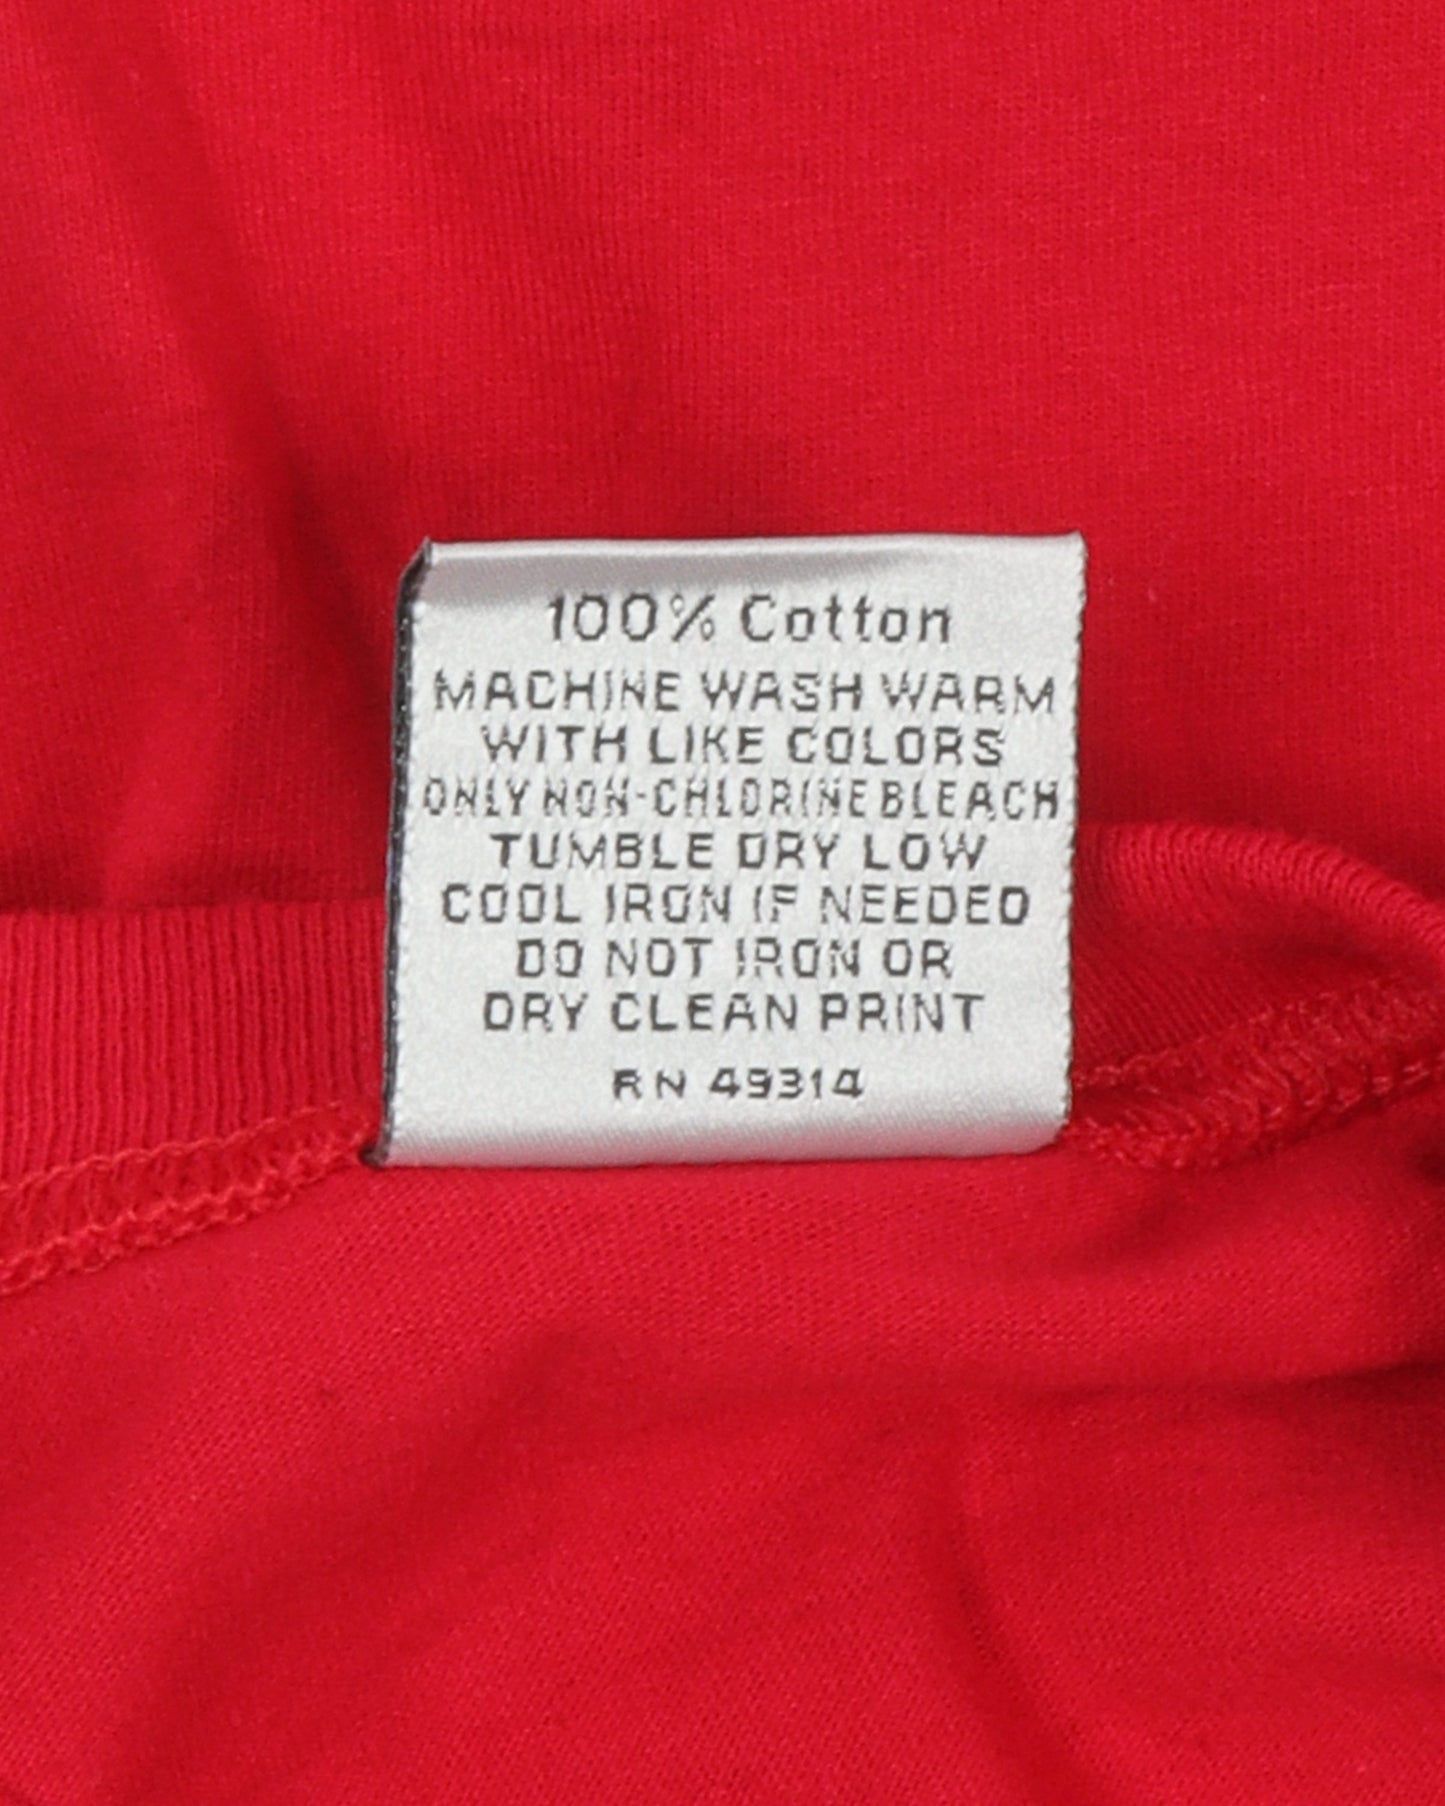 100% Cotton
MACHINE WASH WARM
WITH LIKE COLORS
ONLY NON-CHLORINE BLEACH
TUMBLE DRY LOW
COOL IRON IF NEEDED
DO NOT IRON OR
DRY CLEAN PRINT
RN 49314